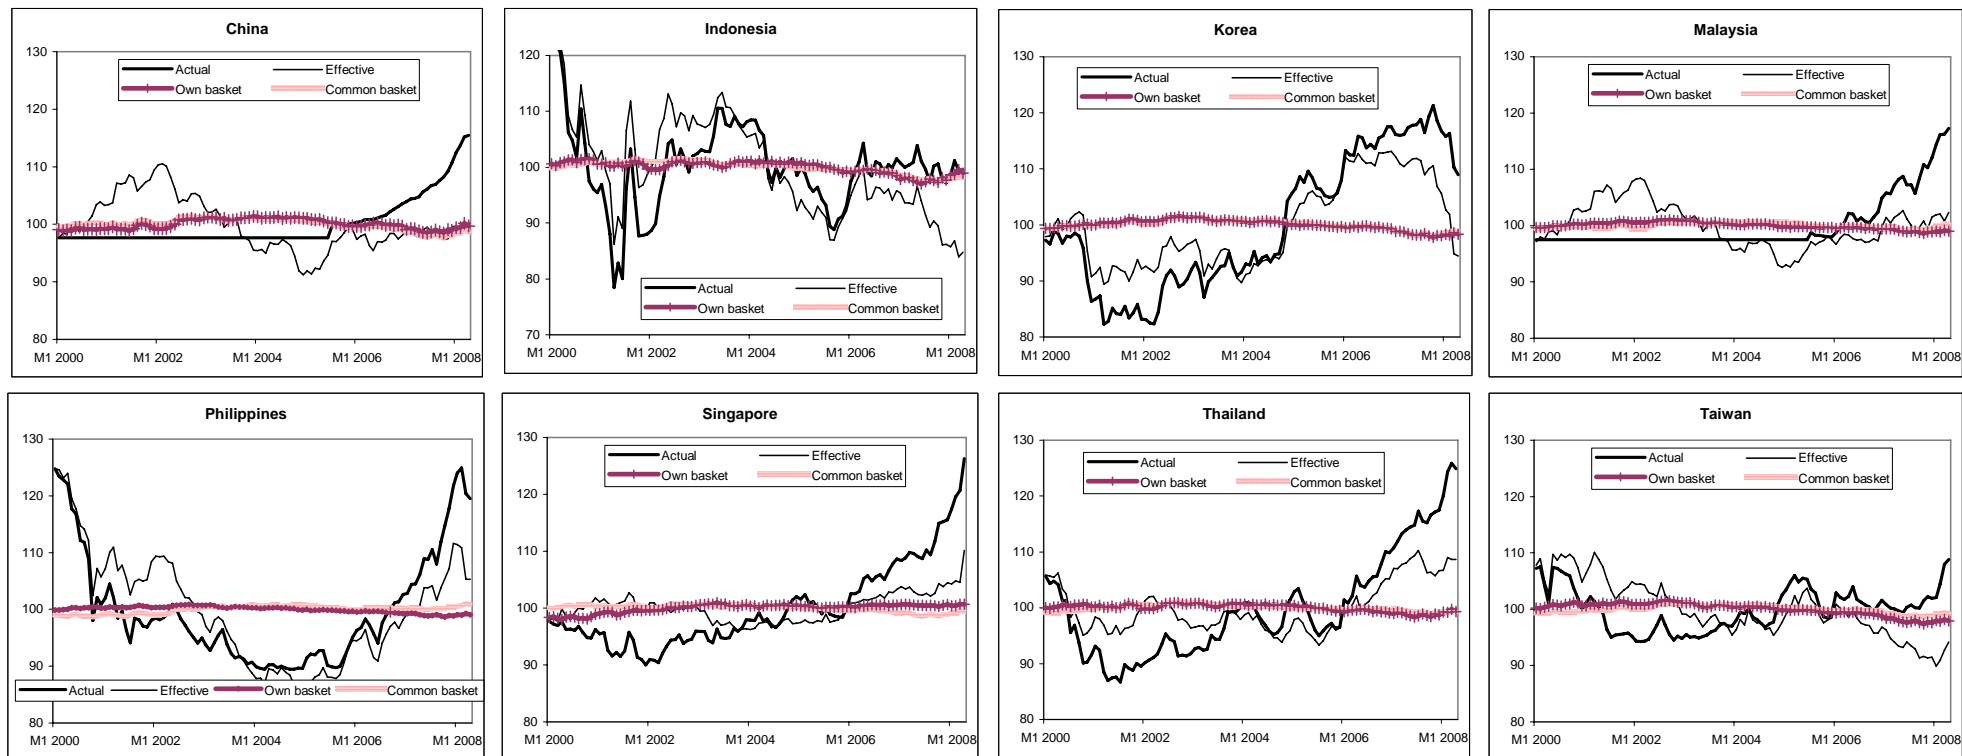 China
130
120
110
100
90
80
Actual Effective
Own basket Common basket
M1 2000 M1 2002 M1 2004 M1 2006 M1 2008
Indonesia
120
110
100
90
80
70
Actual Effective
Own basket Common basket
M1 2000 M1 2002 M1 2004 M1 2006 M1 2008
Korea
130
120
110
100
90
80
Actual Effective
Own basket Common basket
M1 2000 M1 2002 M1 2004 M1 2006 M1 2008
Malaysia
130
120
110
100
90
80
Actual Effective
Own basket Common basket
M1 2000 M1 2002 M1 2004 M1 2006 M1 2008
Philippines
130
120
110
100
90
80
Actual Effective Own basket Common basket
M1 2000 M1 2002 M1 2004 M1 2006 M1 2008
Singapore
130
120
110
100
90
80
Actual Effective
Own basket Common basket
M1 2000 M1 2002 M1 2004 M1 2006 M1 2008
Thailand
130
120
110
100
90
80
Actual Effective
Own basket Common basket
M1 2000 M1 2002 M1 2004 M1 2006 M1 2008
Taiwan
130
120
110
100
90
80
Actual Effective
Own basket Common basket
M1 2000 M1 2002 M1 2004 M1 2006 M1 2008